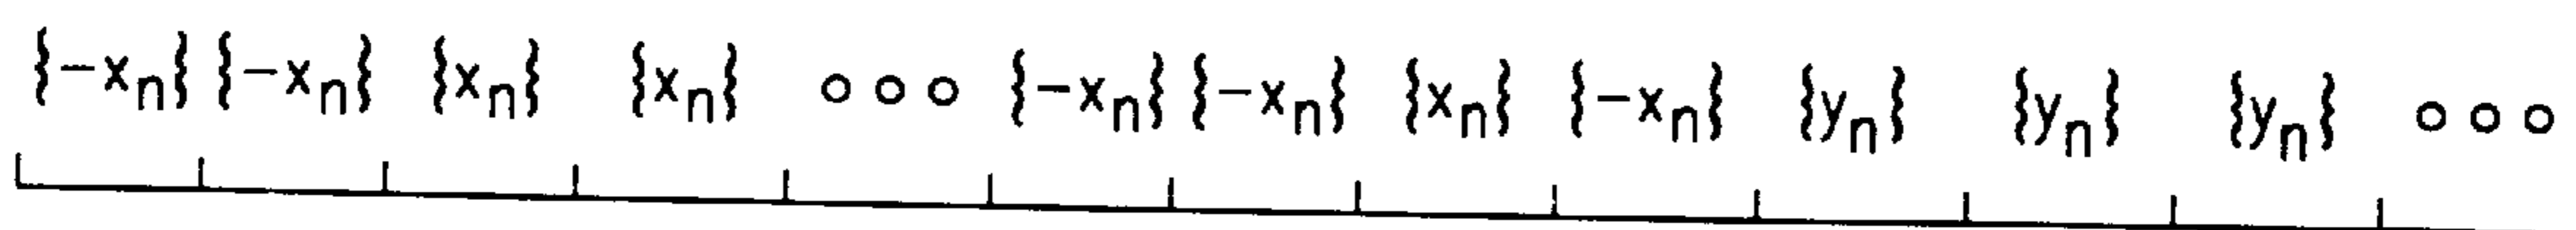 {-xₙ} {-xₙ} {xₙ} {xₙ} o o o {-xₙ} {-xₙ} {xₙ} {-xₙ} {yₙ} {yₙ} {yₙ} o o o